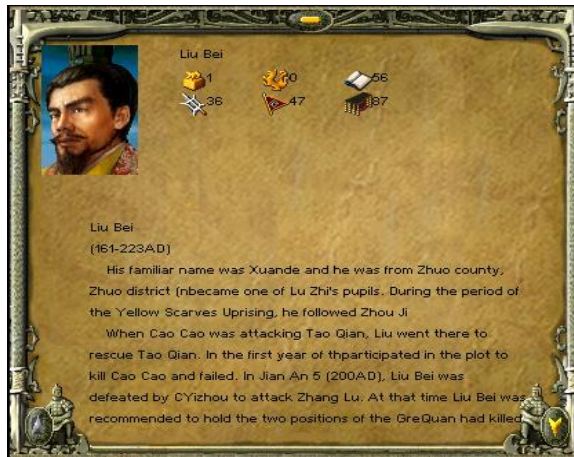 Liu Bei
1 0 56
36 47 87
Liu Bei
(161-223AD)
His familiar name was Xuande and he was from Zhuo county,
Zhuo district (nbecame one of Lu Zhi's pupils. During the period of
the Yellow Scarves Uprising, he followed Zhou Ji
When Cao Cao was attacking Tao Qian, Liu went there to
rescue Tao Qian. In the first year of thparticipated in the plot to
kill Cao Cao and failed. In Jian An 5 (200AD), Liu Bei was
defeated by CYizhou to attack Zhang Lu. At that time Liu Bei was
recommended to hold the two positions of the GreQuan had killed